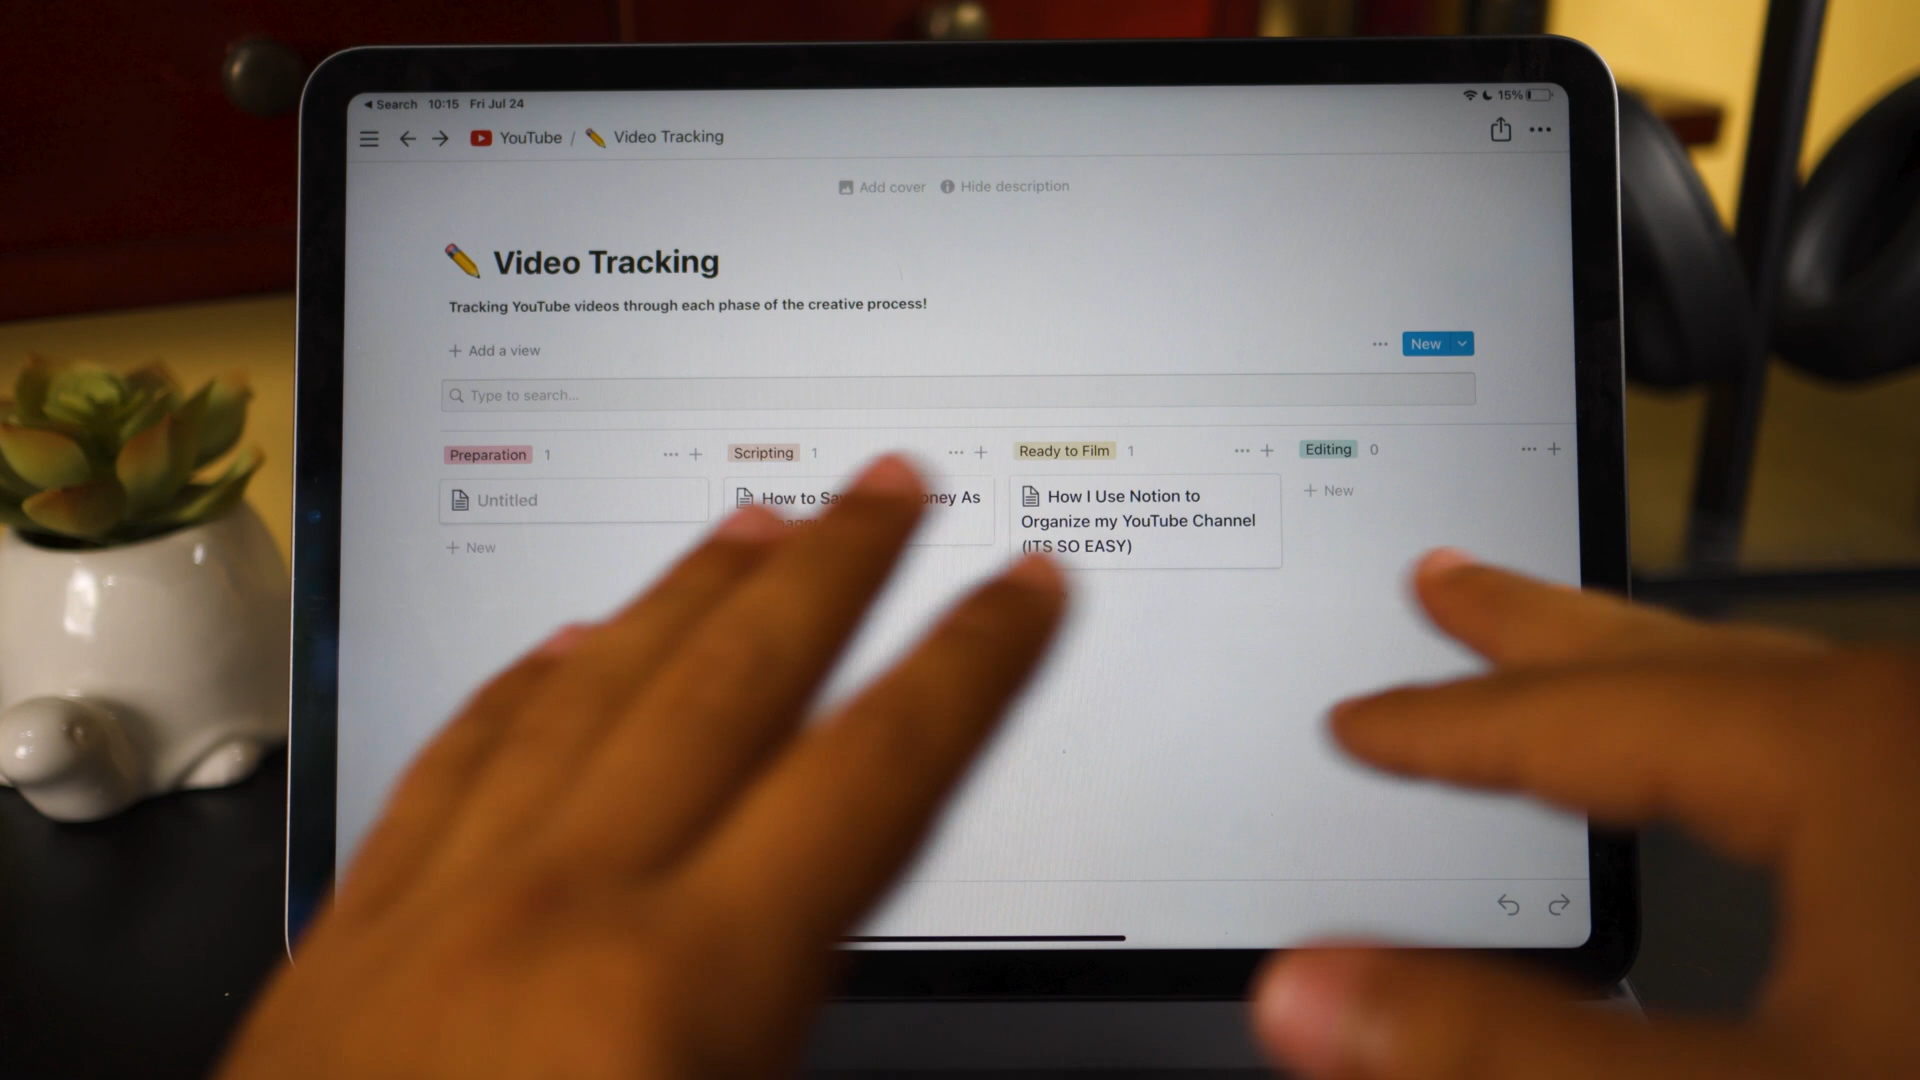 Search 10:15 Fri Jul 24
15%
YouTube / Video Tracking
Add cover Hide description
Video Tracking
Tracking YouTube videos through each phase of the creative process!
+ Add a view
New
Type to search...
Preparation 1
Scripting 1
Ready to Film 1
Editing 0
Untitled
+ New
How to As
How I Use Notion to
Organize my YouTube Channel
(ITS SO EASY)
+ New